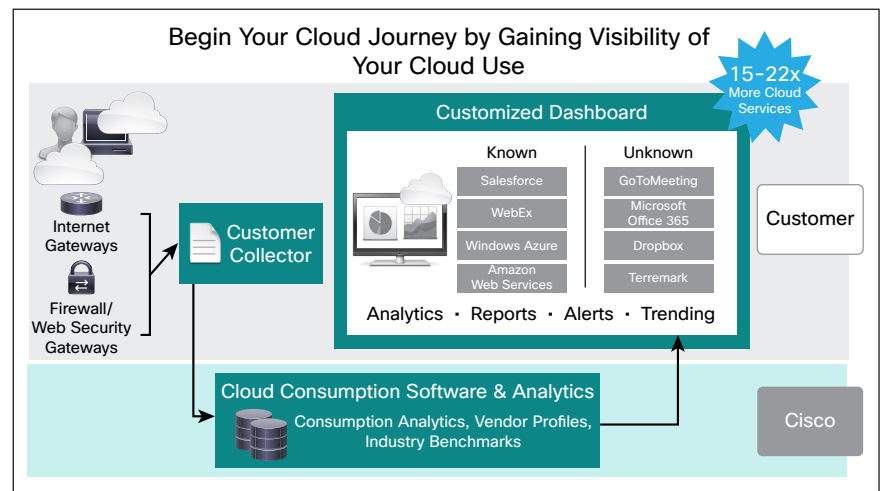 Begin Your Cloud Journey by Gaining Visibility of
Your Cloud Use
15-22x
More Cloud
Services
Customized Dashboard
Known
Unknown
Salesforce
GoToMeeting
WebEx
Microsoft
Office 365
Windows Azure
Dropbox
Amazon
Web Services
Terremark
Analytics · Reports · Alerts · Trending
Internet
Gateways
Firewall/
Web Security
Gateways
Customer
Collector
Customer
Cloud Consumption Software & Analytics
Consumption Analytics, Vendor Profiles,
Industry Benchmarks
Cisco